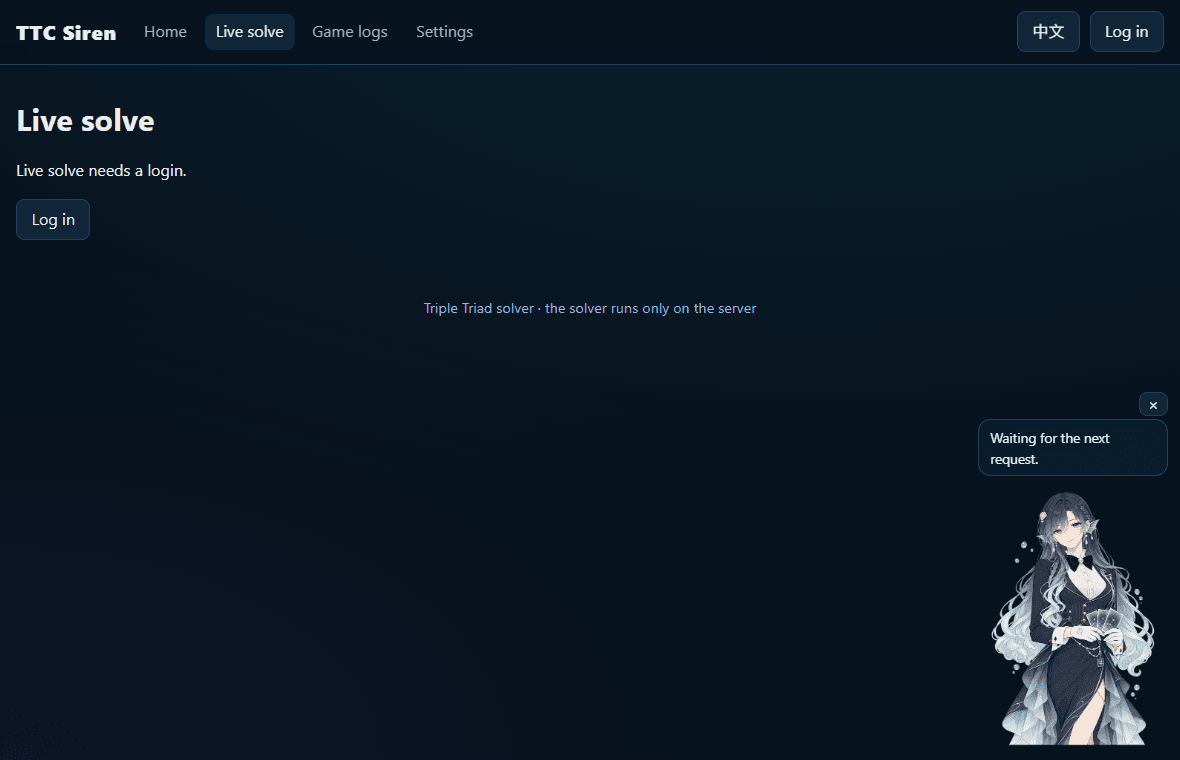 TTC Siren
Home
Live solve
Game logs
Settings
中文
Log in
Live solve
Live solve needs a login.
Log in
Triple Triad solver · the solver runs only on the server
×
Waiting for the next
request.